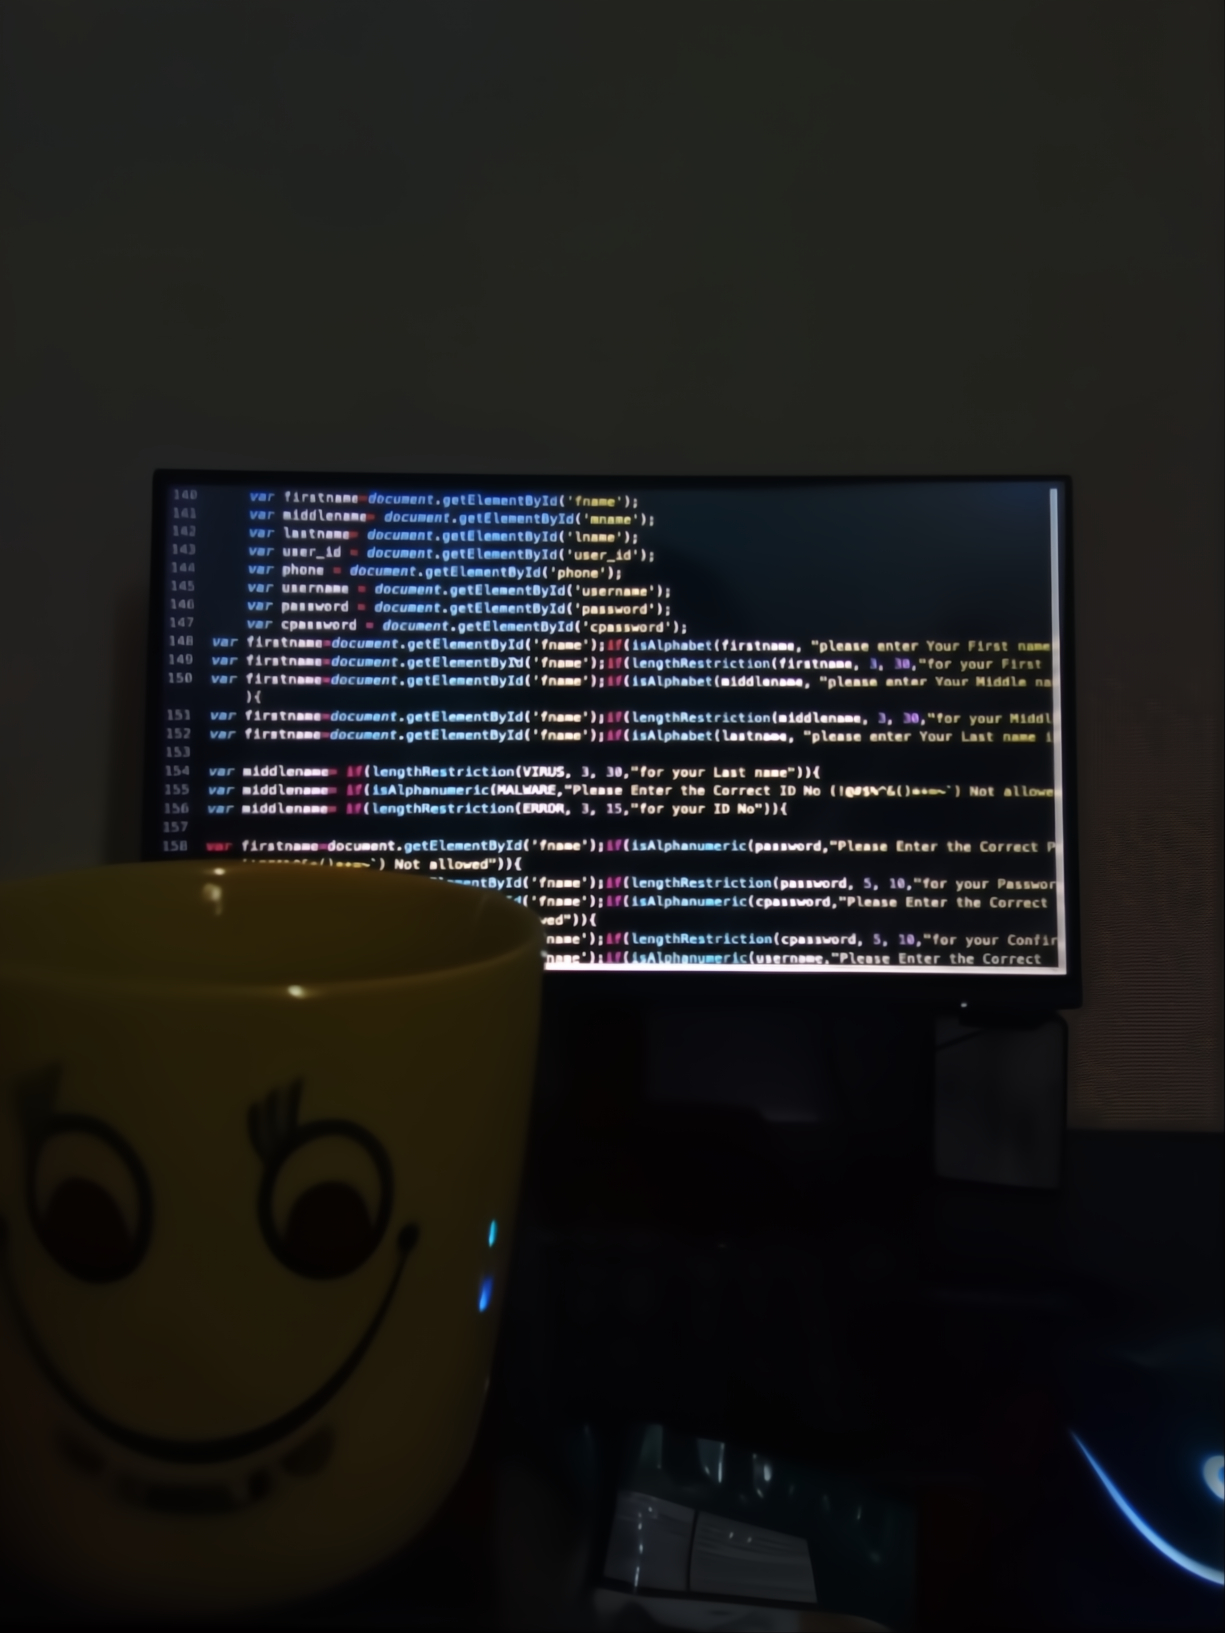 140 var firstname=document.getElementById('fname');
141 var middlename= document.getElementById('mname');
142 var lastname= document.getElementById('lname');
143 var user_id = document.getElementById('user_id');
144 var phone = document.getElementById('phone');
145 var username = document.getElementById('username');
146 var password = document.getElementById('password');
147 var cpassword = document.getElementById('cpassword');
148 var firstname=document.getElementById('fname');if(isAlphabet(firstname, "please enter Your First name
149 var firstname=document.getElementById('fname');if(lengthRestriction(firstname, 3, 30,"for your First
150 var firstname=document.getElementById('fname');if(isAlphabet(middlename, "please enter Your Middle na
){
151 var firstname=document.getElementById('fname');if(lengthRestriction(middlename, 3, 30,"for your Middl
152 var firstname=document.getElementById('fname');if(isAlphabet(lastname, "please enter Your Last name i
153
154 var middlename= if(lengthRestriction(VIRUS, 3, 30,"for your Last name")){
155 var middlename= if(isAlphanumeric(MALWARE,"Please Enter the Correct ID No (!@#$%^&()*+=~`) Not allowe
156 var middlename= if(lengthRestriction(ERROR, 3, 15,"for your ID No")){
157
158 var firstname=document.getElementById('fname');if(isAlphanumeric(password,"Please Enter the Correct P
Not allowed")){
ementById('fname');if(lengthRestriction(password, 5, 10,"for your Passwor
mentById('fname');if(isAlphanumeric(cpassword,"Please Enter the Correct
wed")){
name');if(lengthRestriction(cpassword, 5, 10,"for your Confir
name');if(isAlphanumeric(username,"Please Enter the Correct